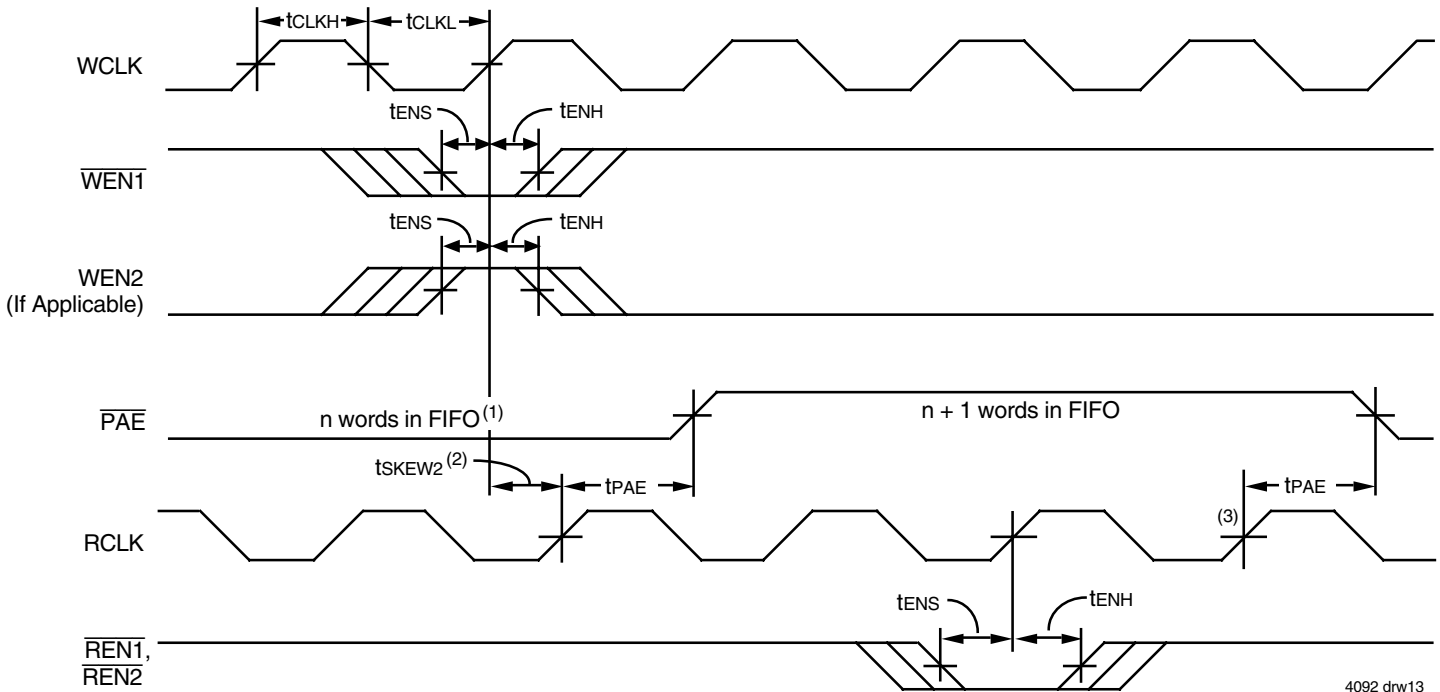 tCLKH tCLKL
WCLK
tENS tENH
WEN1
tENS tENH
WEN2
(If Applicable)
PAE
n words in FIFO(1)
n + 1 words in FIFO
tSKEW2(2)
tPAE
tPAE
RCLK
(3)
tENS tENH
REN1,
REN2
4092 drw13